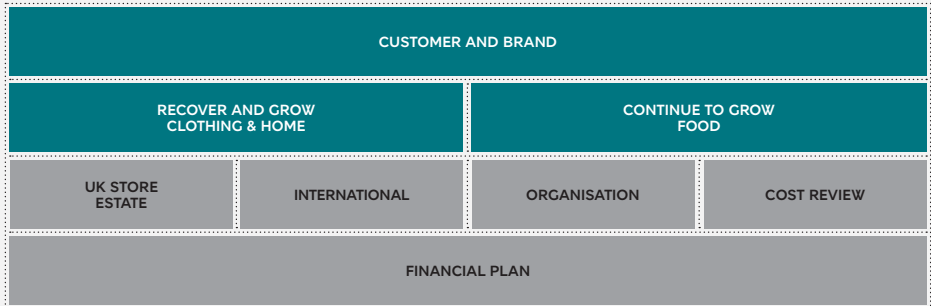 CUSTOMER AND BRAND
RECOVER AND GROW
CLOTHING & HOME
CONTINUE TO GROW
FOOD
UK STORE
ESTATE
INTERNATIONAL
ORGANISATION
COST REVIEW
FINANCIAL PLAN